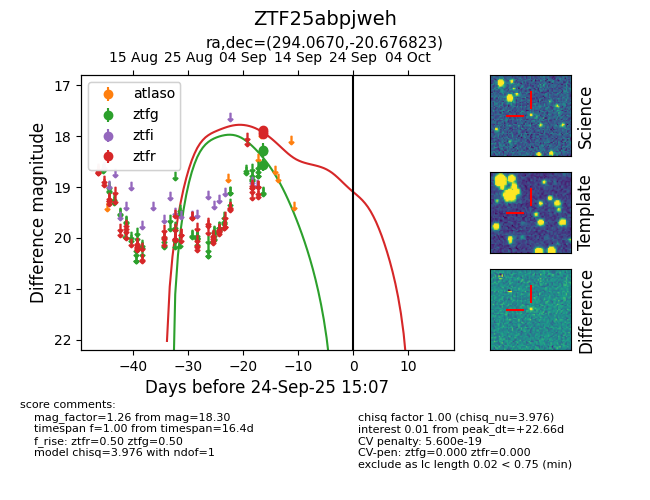 ZTF25abpjweh
ra,dec=(294.0670,-20.676823)
15 Aug 25 Aug 04 Sep 14 Sep 24 Sep 04 Oct
atlaso
ztfg
ztfi
ztfr
17
18
19
20
21
22
Difference magnitude
−40 −30 −20 −10 0 10
Days before 24-Sep-25 15:07
Science
Template
Difference
score comments:
mag_factor=1.26 from mag=18.30
timespan f=1.00 from timespan=16.4d
f_rise: ztfr=0.50 ztfg=0.50
model chisq=3.976 with ndof=1
chisq factor 1.00 (chisq_nu=3.976)
interest 0.01 from peak_dt=+22.66d
CV penalty: 5.600e-19
CV-pen: ztfg=0.000 ztfr=0.000
exclude as lc length 0.02 < 0.75 (min)